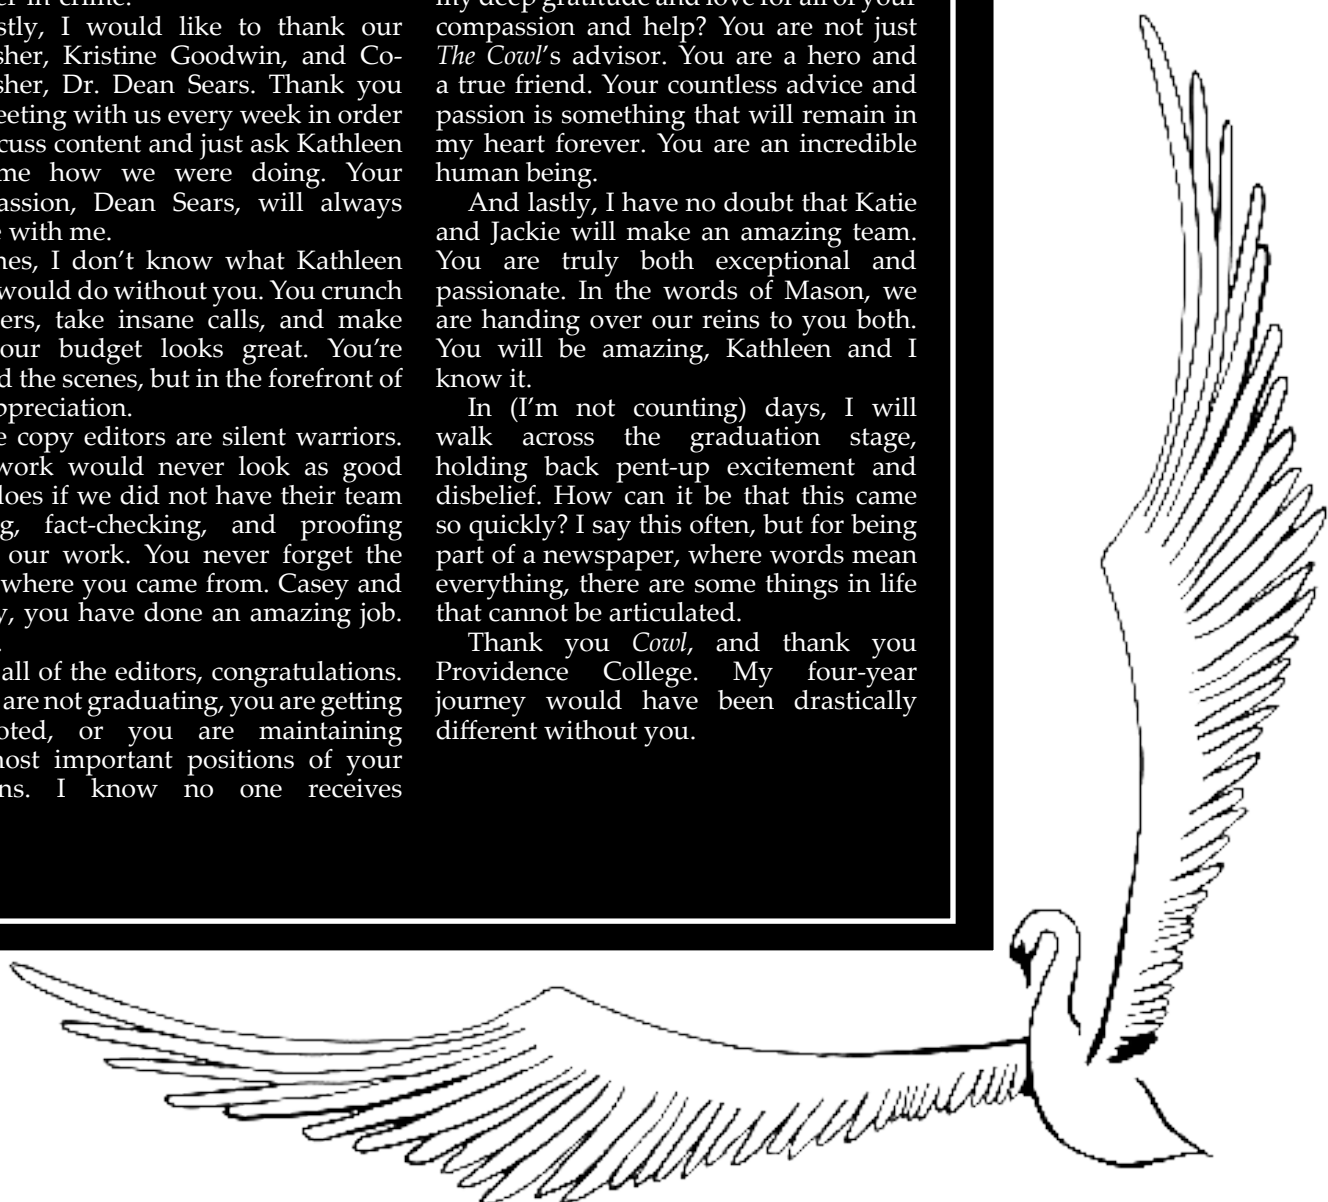 er in crime.
stly, I would like to thank our
sher, Kristine Goodwin, and Co-
sher, Dr. Dean Sears. Thank you
eeting with us every week in order
cuss content and just ask Kathleen
me how we were doing. Your
assion, Dean Sears, will always
e with me.
nes, I don’t know what Kathleen
would do without you. You crunch
ers, take insane calls, and make
our budget looks great. You’re
d the scenes, but in the forefront of
ppreciation.
e copy editors are silent warriors.
work would never look as good
does if we did not have their team
g, fact-checking, and proofing
our work. You never forget the
where you came from. Casey and
y, you have done an amazing job.
all of the editors, congratulations.
are not graduating, you are getting
oted, or you are maintaining
most important positions of your
ns. I know no one receives
my deep gratitude and love for all of your
compassion and help? You are not just
The Cowl’s advisor. You are a hero and
a true friend. Your countless advice and
passion is something that will remain in
my heart forever. You are an incredible
human being.
And lastly, I have no doubt that Katie
and Jackie will make an amazing team.
You are truly both exceptional and
passionate. In the words of Mason, we
are handing over our reins to you both.
You will be amazing, Kathleen and I
know it.
In (I’m not counting) days, I will
walk across the graduation stage,
holding back pent-up excitement and
disbelief. How can it be that this came
so quickly? I say this often, but for being
part of a newspaper, where words mean
everything, there are some things in life
that cannot be articulated.
Thank you Cowl, and thank you
Providence College. My four-year
journey would have been drastically
different without you.